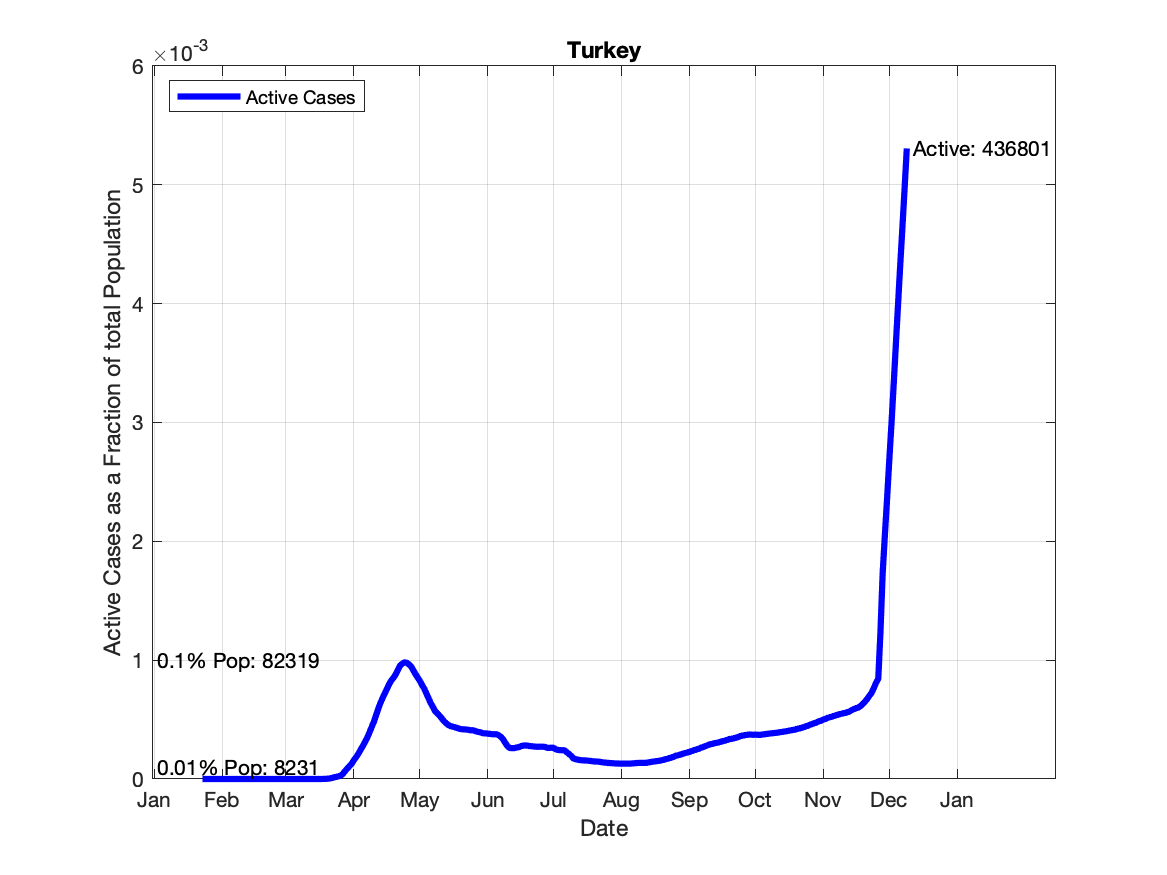 Turkey
×10-3
Active Cases
6
5
4
3
2
1
0
Active Cases as a Fraction of total Population
Active: 436801
0.1% Pop: 82319
0.01% Pop: 8231
Jan Feb Mar Apr May Jun Jul Aug Sep Oct Nov Dec Jan
Date